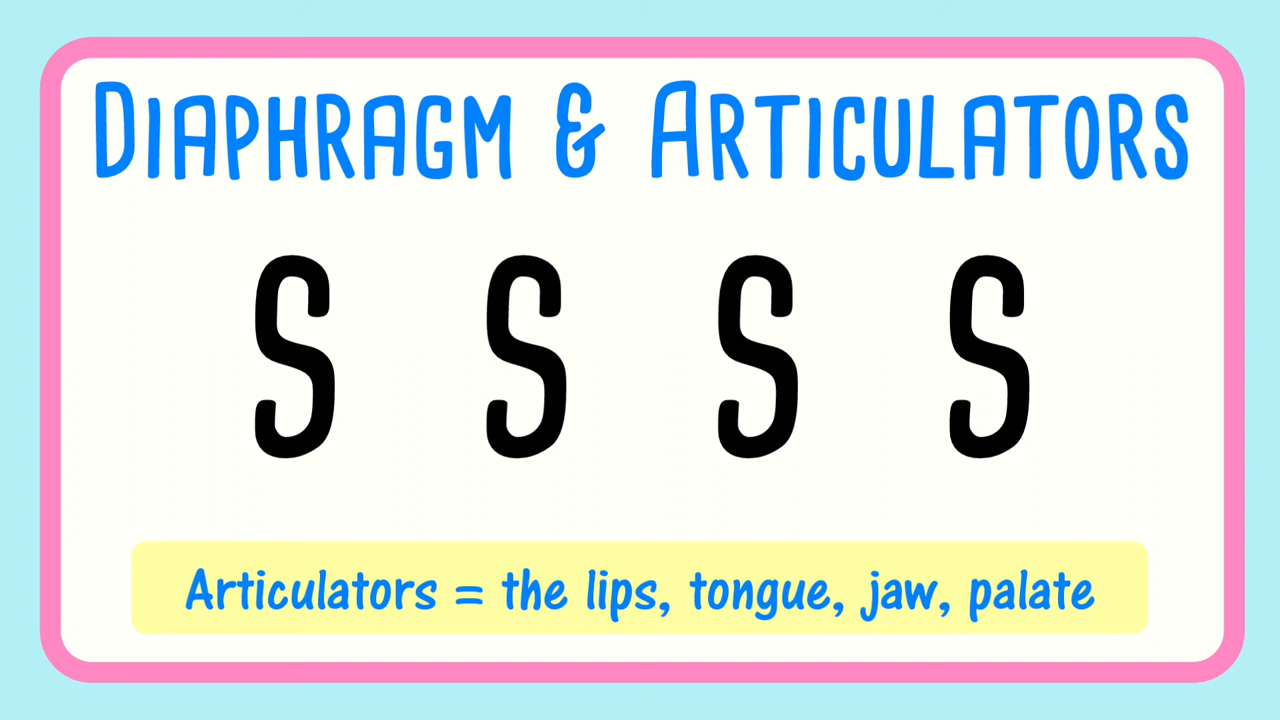 Diaphragm & Articulators
S S S S
Articulators = the lips, tongue, jaw, palate